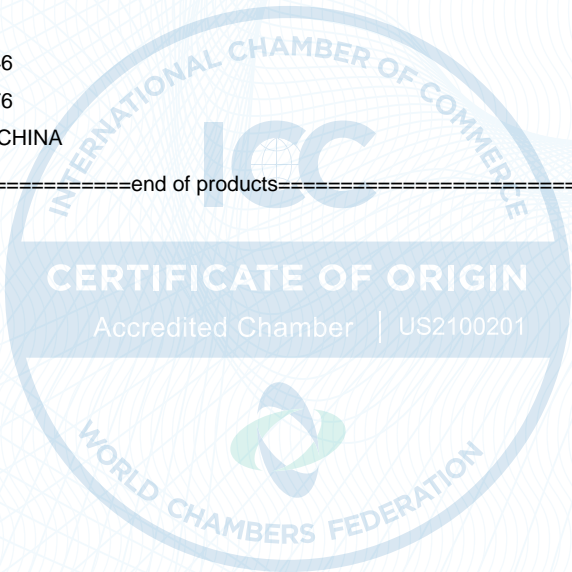 6
6
CHINA
===========end of products========================
INTERNATIONAL CHAMBER OF COMMERCE
ICC
CERTIFICATE OF ORIGIN
Accredited Chamber | US2100201
WORLD CHAMBERS FEDERATION